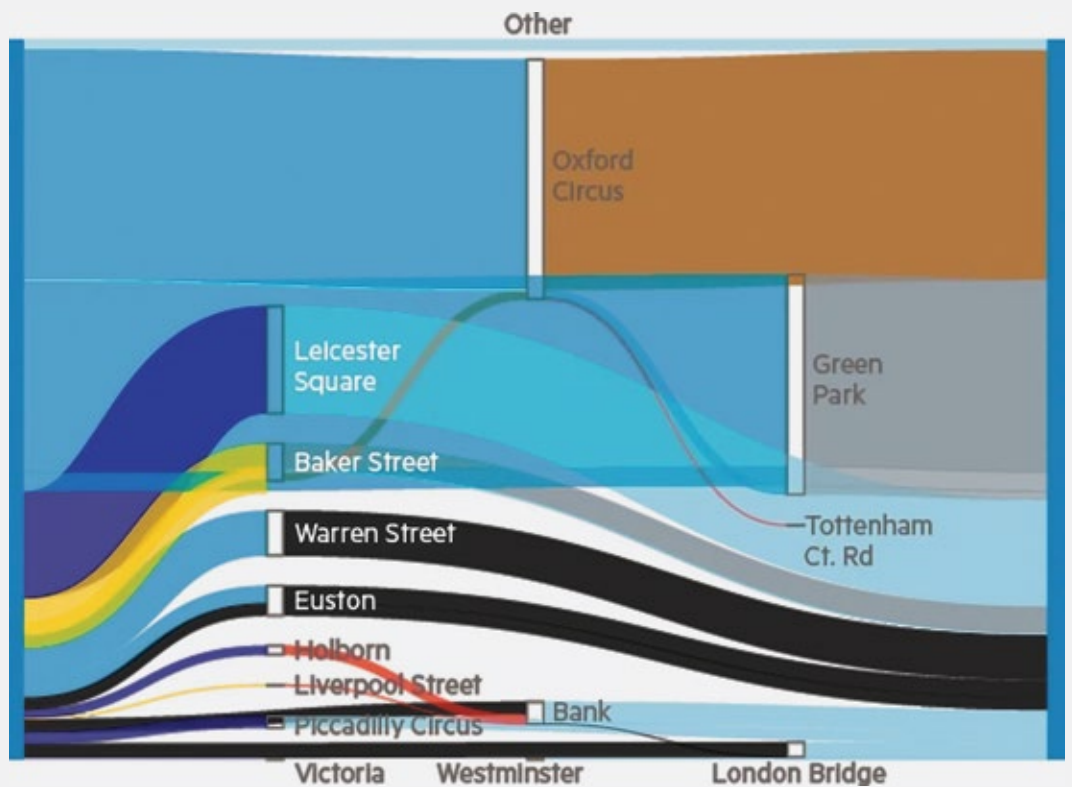 Other
Oxford
Circus
Leicester
Square
Green
Park
Baker Street
Warren Street
Tottenham
Ct. Rd
Euston
Holborn
Liverpool Street
Bank
Piccadilly Circus
Victoria
Westminster
London Bridge